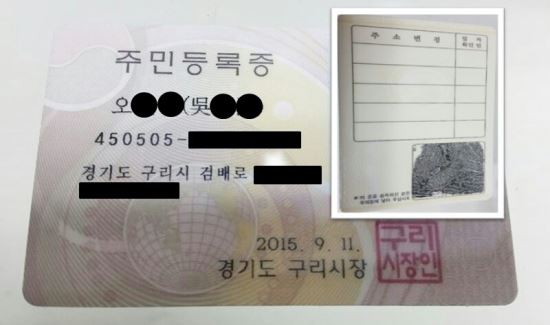 주민등록증
오(吳
450505-
경기도 구리시 검배로
2015. 9. 11.
경기도 구리시장
구리
시장인
주소변경